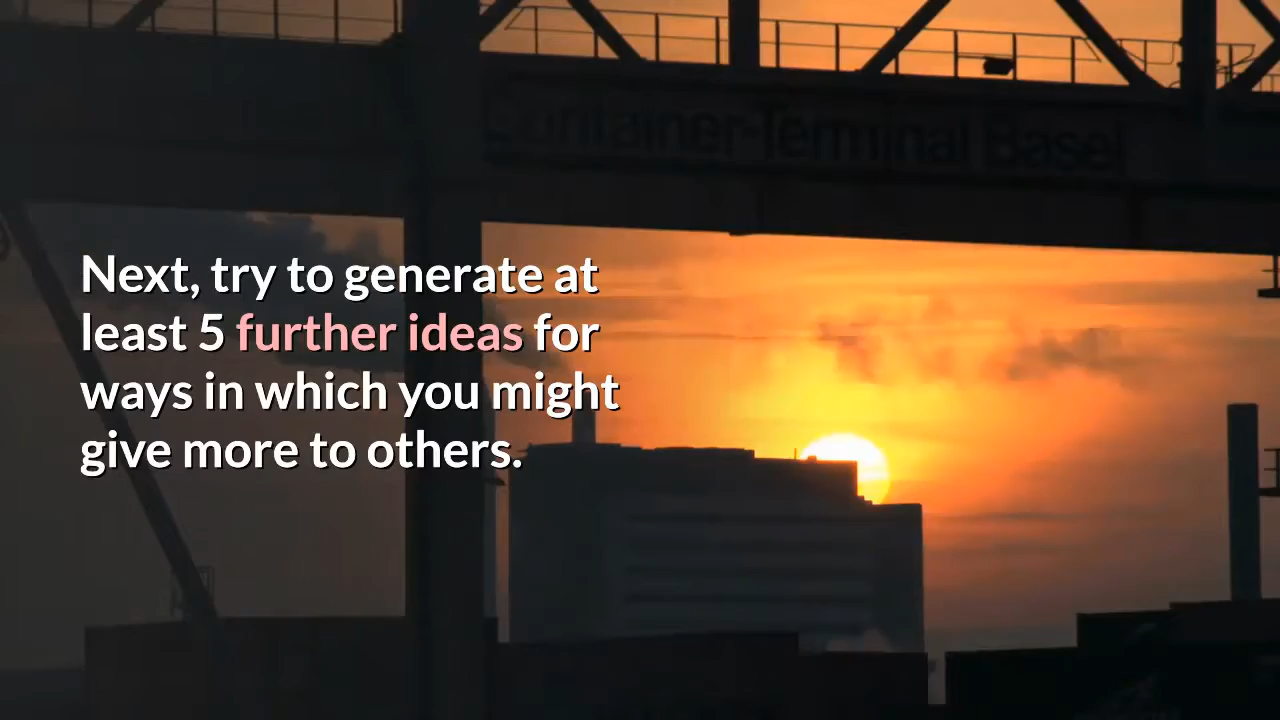 Container-Terminal Basel
Next, try to generate at
least 5 further ideas for
ways in which you might
give more to others.